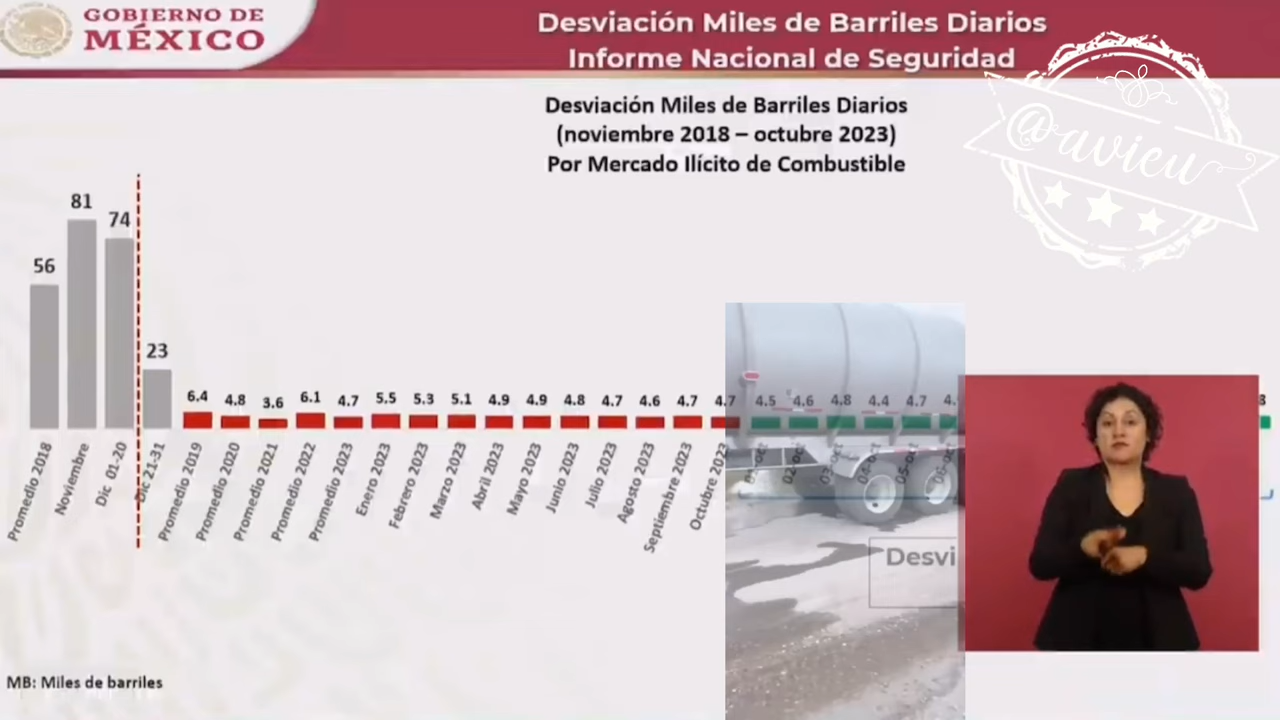 GOBIERNO DE
MÉXICO
Desviación Miles de Barriles Diarios
Informe Nacional de Seguridad
@avieu
Desviación Miles de Barriles Diarios
(noviembre 2018 – octubre 2023)
Por Mercado Ilícito de Combustible
56
81
74
23
6.4
4.8
3.6
6.1
4.7
5.5
5.3
5.1
4.9
4.9
4.8
4.7
4.6
4.7
4.7
4.5
4.6
4.8
4.4
4.7
Promedio 2018
Noviembre
Dic 01-20
Dic 21-31
Promedio 2019
Promedio 2020
Promedio 2021
Promedio 2022
Promedio 2023
Enero 2023
Febrero 2023
Marzo 2023
Abril 2023
Mayo 2023
Junio 2023
Julio 2023
Agosto 2023
Septiembre 2023
Octubre 2023
Desvi
MB: Miles de barriles